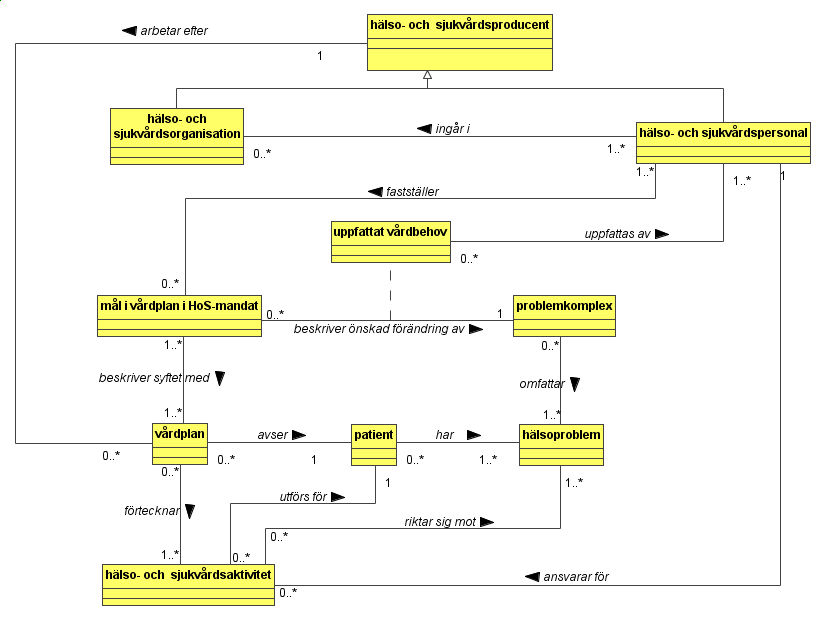 hälso- och sjukvårdsproducent
arbetar efter
1
hälso- och
sjukvårdsorganisation
ingår i
hälso- och sjukvårdspersonal
0..*
1..*
1..*
1..*
1
fastställer
uppfattat vårdbehov
uppfattas av
0..*
0..*
mål i vårdplan i HoS-mandat
0..*
1
problemkomplex
beskriver önskad förändring av
1..*
0..*
beskriver syftet med
omfattar
1..*
1..*
vårdplan
avser
patient
har
hälsoproblem
0..*
0..*
1
0..*
1..*
0..*
1
1..*
utförs för
förtecknar
riktar sig mot
0..*
1..*
0..*
hälso- och sjukvårdsaktivitet
ansvarar för
0..*